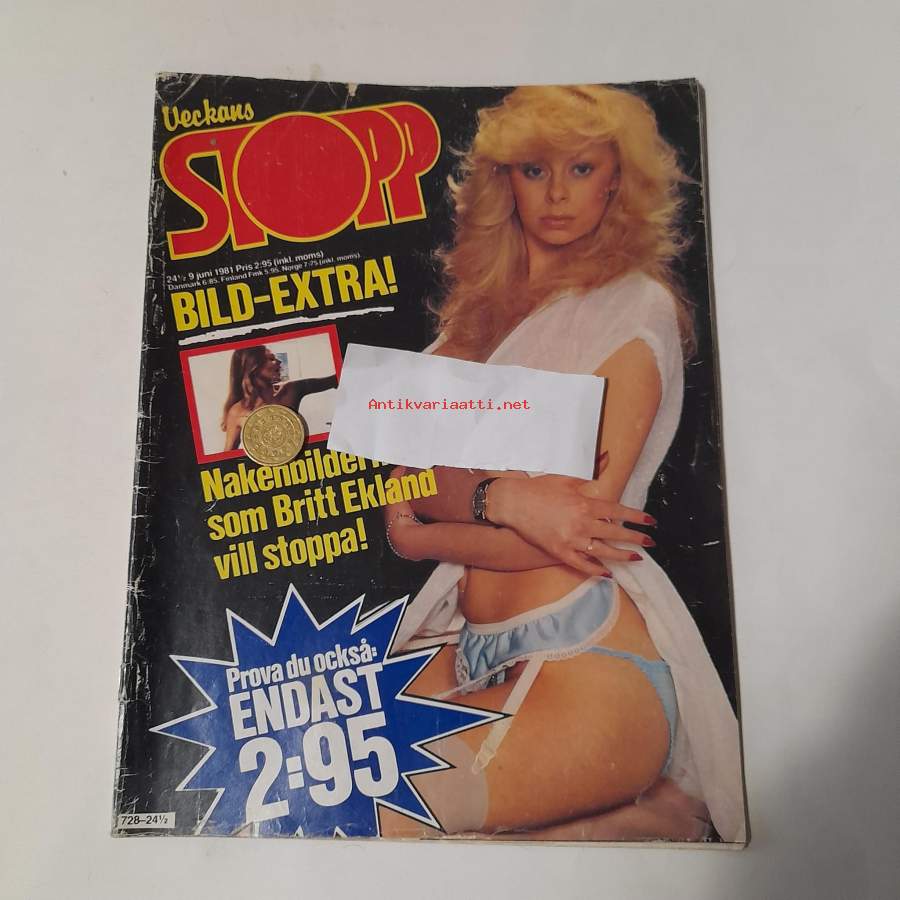 Veckans
STOPP
24½ 9 juni 1981 Pris 2:95 (inkl. moms)
Danmark 6:85. Finland Fmk 5:95. Norge 7:75 (inkl. moms)
BILD-EXTRA!
Antikvariaatti.net
Nakenbilder
som Britt Ekland
vill stoppa!
Prova du också:
ENDAST
2:95
728-24½